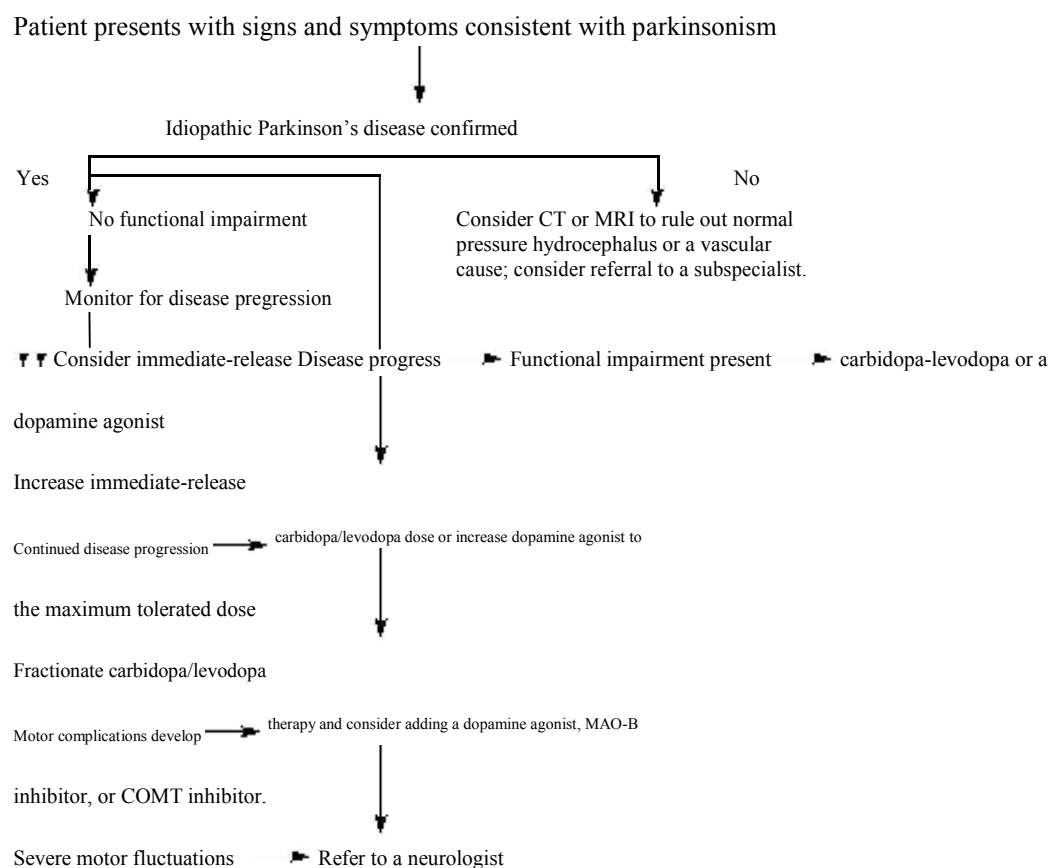 Patient presents with signs and symptoms consistent with parkinsonism
Idiopathic Parkinson’s disease confirmed
Yes
No
No functional impairment
Consider CT or MRI to rule out normal
pressure hydrocephalus or a vascular
cause; consider referral to a subspecialist.
Monitor for disease pregression
Consider immediate-release Disease progress Functional impairment present carbidopa-levodopa or a
dopamine agonist
Increase immediate-release
Continued disease progression carbidopa/levodopa dose or increase dopamine agonist to
the maximum tolerated dose
Fractionate carbidopa/levodopa
Motor complications develop therapy and consider adding a dopamine agonist, MAO-B
inhibitor, or COMT inhibitor.
Severe motor fluctuations Refer to a neurologist